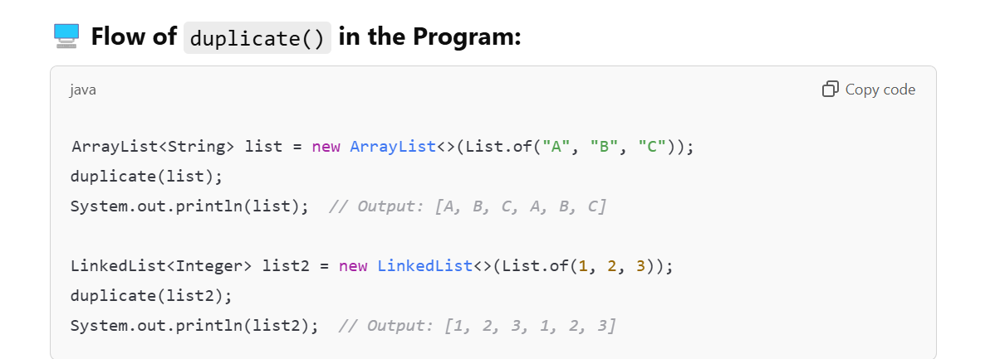 Flow of duplicate() in the Program:
java
Copy code
ArrayList<String> list = new ArrayList<>(List.of("A", "B", "C"));
duplicate(list);
System.out.println(list);  // Output: [A, B, C, A, B, C]
LinkedList<Integer> list2 = new LinkedList<>(List.of(1, 2, 3));
duplicate(list2);
System.out.println(list2);  // Output: [1, 2, 3, 1, 2, 3]